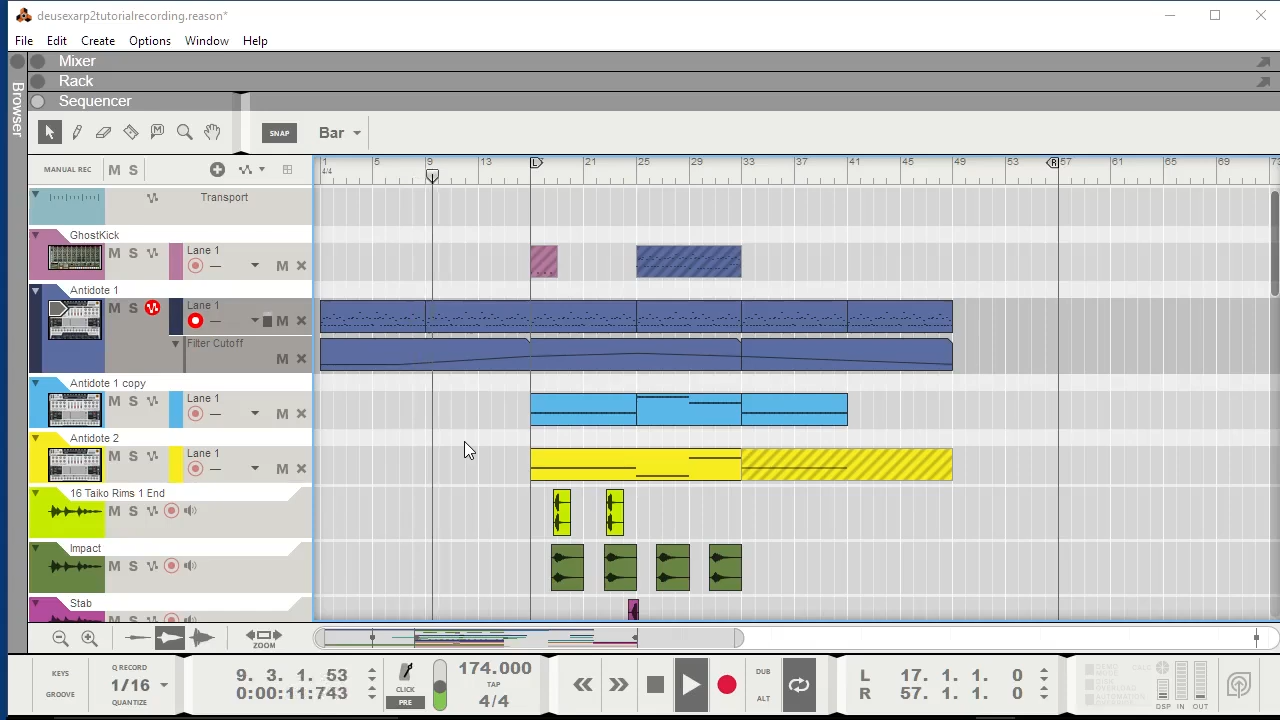 deusexarp2tutorialrecording.reason*
File Edit Create Options Window Help
Browser
Mixer
Rack
Sequencer
SNAP Bar
MANUAL REC M S
1 5 9 13 L 21 25 29 33 37 41 45 49 53 R 57 61 65 69 73
4/4
Transport
GhostKick
M S Lane 1
M
Antidote 1
M S Lane 1
M
Filter Cutoff
M
Antidote 1 copy
M S Lane 1
M
Antidote 2
M S Lane 1
M
16 Taiko Rims 1 End
M S
Impact
M S
Stab
M S
ZOOM
KEYS
GROOVE
Q RECORD
1/16
QUANTIZE
9. 3. 1. 53
0:00:11:743
CLICK
PRE
174.000
TAP
4/4
DUB
ALT
L 17. 1. 1. 0
R 57. 1. 1. 0
CALC
DSP IN OUT